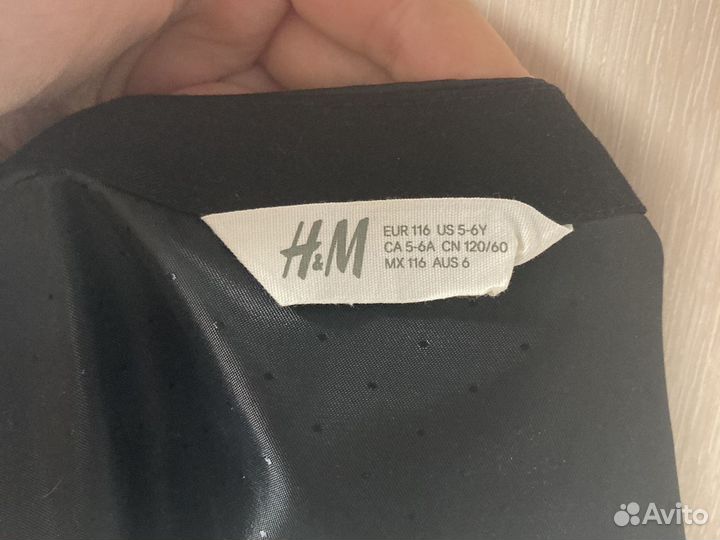 H&M
EUR 116 US 5-6Y
CA 5-6A CN 120/60
MX 116 AUS 6
Avito